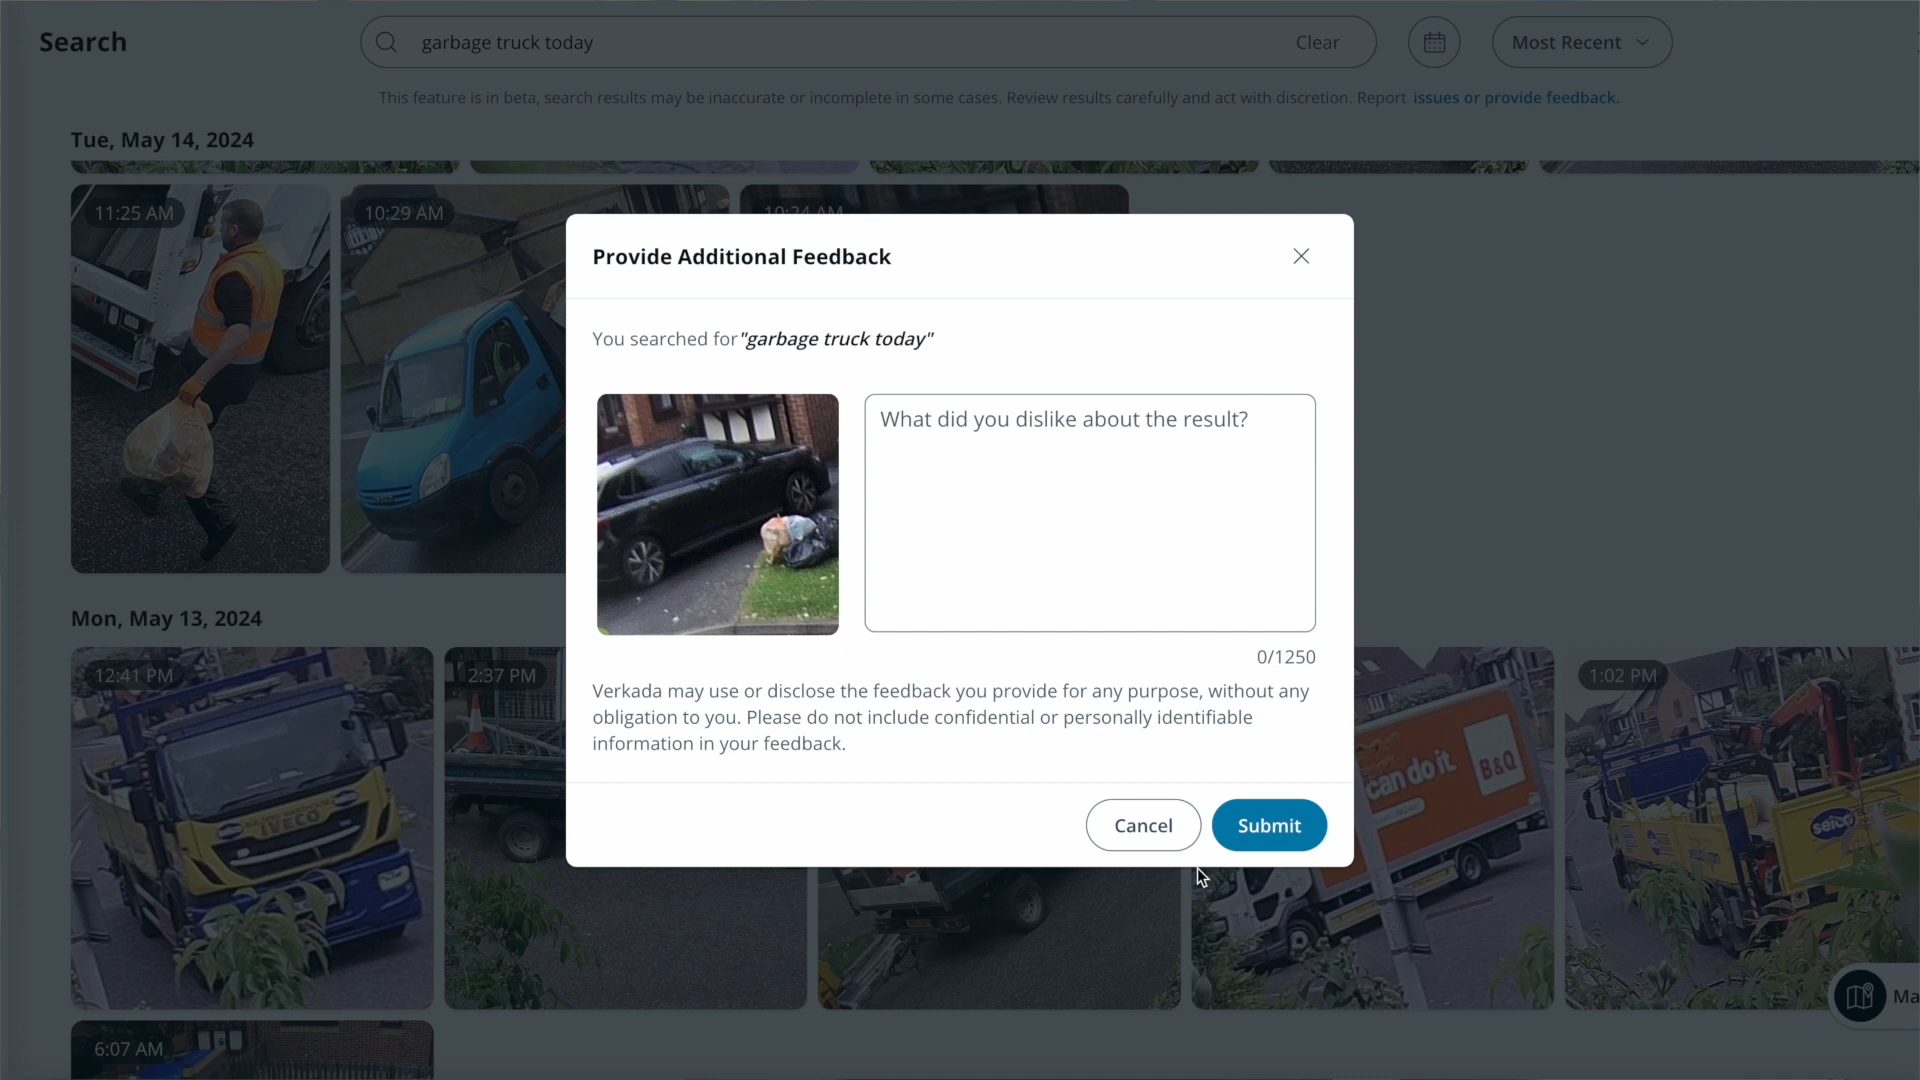 Search
garbage truck today
Clear
Most Recent
This feature is in beta, search results may be inaccurate or incomplete in some cases. Review results carefully and act with discretion. Report issues or provide feedback.
Tue, May 14, 2024
11:25 AM
10:29 AM
10:24 AM
Provide Additional Feedback
You searched for "garbage truck today"
What did you dislike about the result?
0/1250
Verkada may use or disclose the feedback you provide for any purpose, without any
obligation to you. Please do not include confidential or personally identifiable
information in your feedback.
Cancel
Submit
Mon, May 13, 2024
12:41 PM
2:37 PM
1:02 PM
IVECO
can do it.
B&Q
selco
Ma
6:07 AM